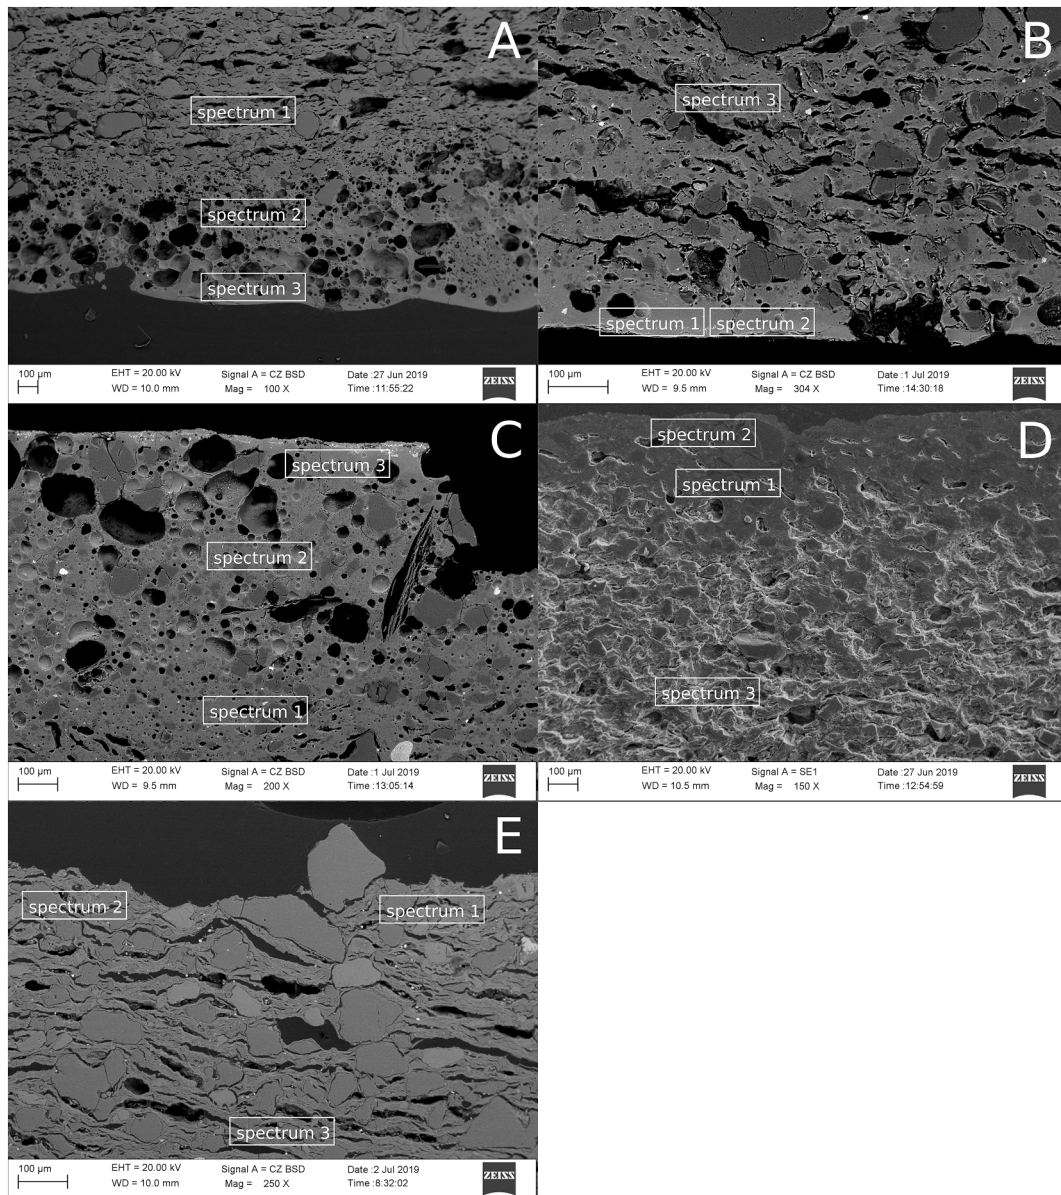 A
spectrum 1
spectrum 2
spectrum 3
100 µm
EHT = 20.00 kV
Signal A = CZ BSD
Date :27 Jun 2019
WD = 10.0 mm
Mag = 100 X
Time :11:55:22
ZEISS
B
spectrum 3
spectrum 1
spectrum 2
100 µm
EHT = 20.00 kV
Signal A = CZ BSD
Date :1 Jul 2019
WD = 9.5 mm
Mag = 304 X
Time :14:30:18
ZEISS
C
spectrum 3
spectrum 2
spectrum 1
100 µm
EHT = 20.00 kV
Signal A = CZ BSD
Date :1 Jul 2019
WD = 9.5 mm
Mag = 200 X
Time :13:05:14
ZEISS
D
spectrum 2
spectrum 1
spectrum 3
100 µm
EHT = 20.00 kV
Signal A = SE1
Date :27 Jun 2019
WD = 10.5 mm
Mag = 150 X
Time :12:54:59
ZEISS
E
spectrum 2
spectrum 1
spectrum 3
100 µm
EHT = 20.00 kV
Signal A = CZ BSD
Date :2 Jul 2019
WD = 10.0 mm
Mag = 250 X
Time :8:32:02
ZEISS